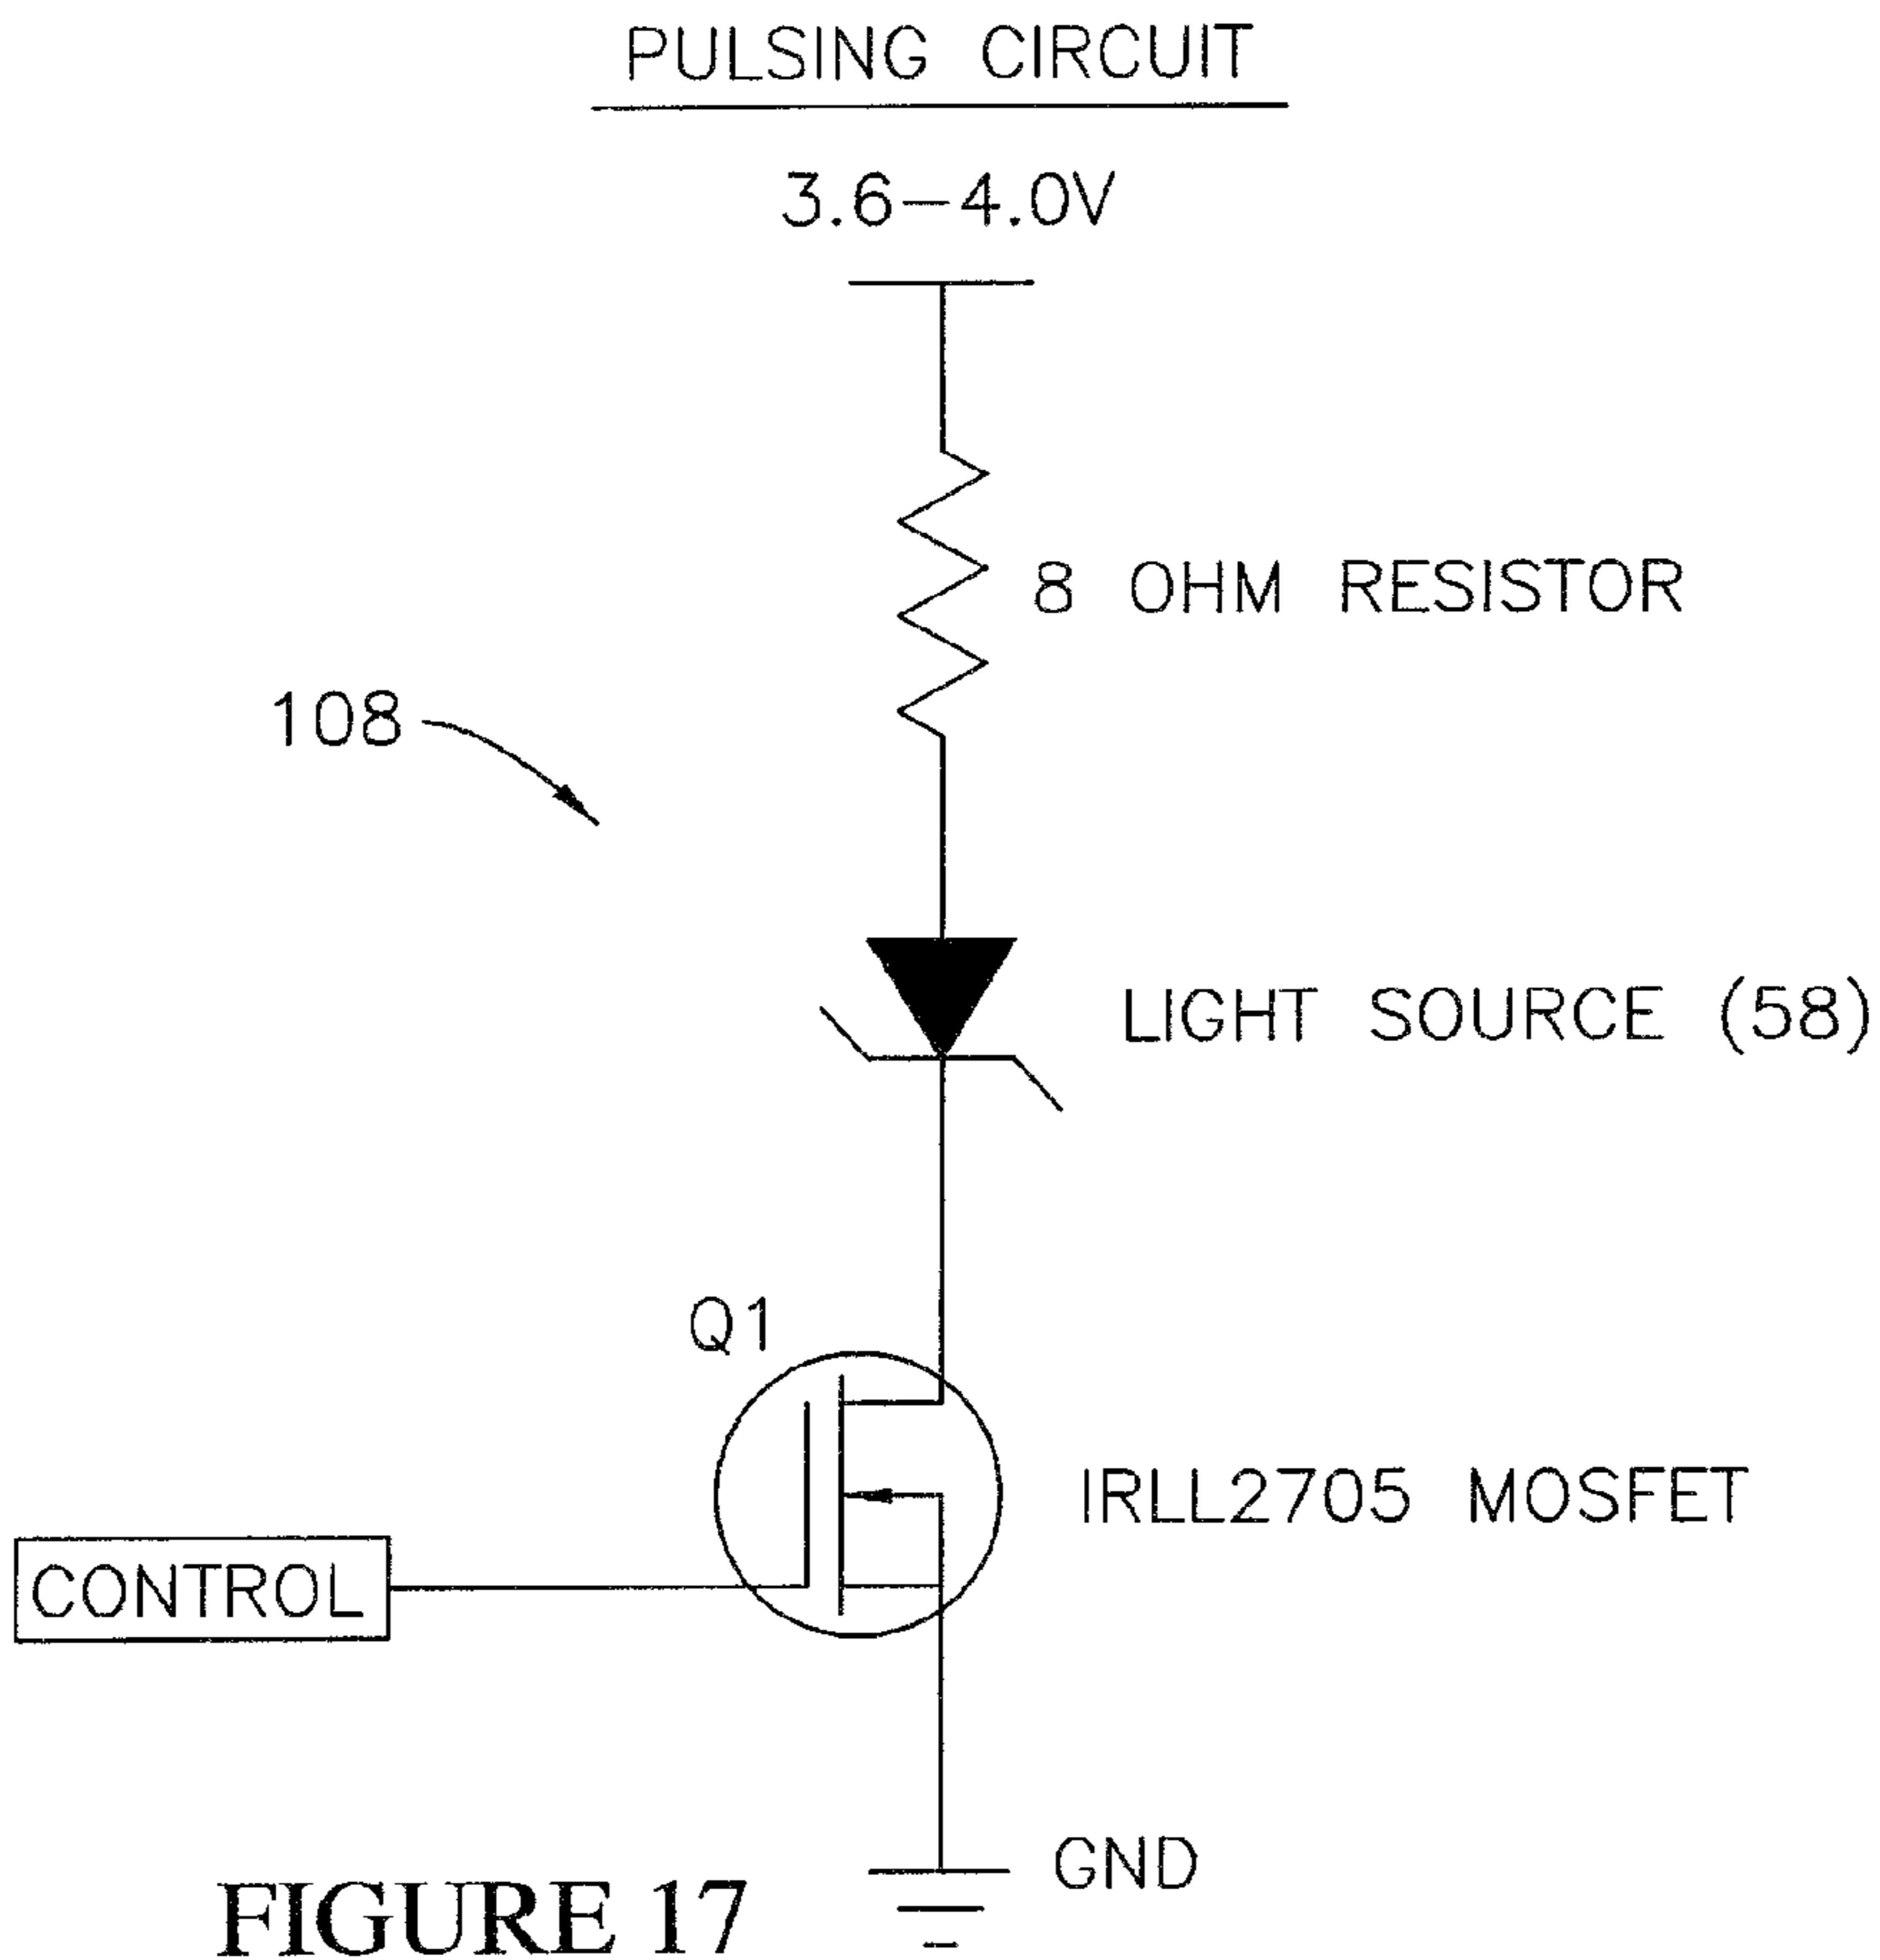 PULSING CIRCUIT
3.6–4.0V
8 OHM RESISTOR
108
LIGHT SOURCE (58)
Q1
IRLL2705 MOSFET
CONTROL
GND
FIGURE 17